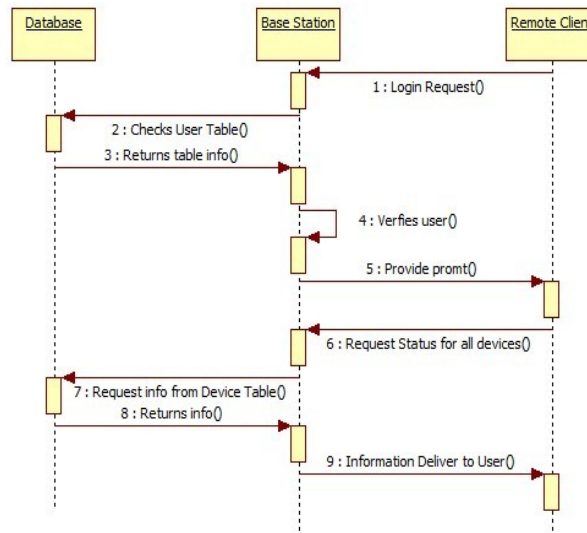 Database
Base Station
Remote Client
1 : Login Request()
2 : Checks User Table()
3 : Returns table info()
4 : Verfies user()
5 : Provide promt()
6 : Request Status for all devices()
7 : Request info from Device Table()
8 : Returns info()
9 : Information Deliver to User()